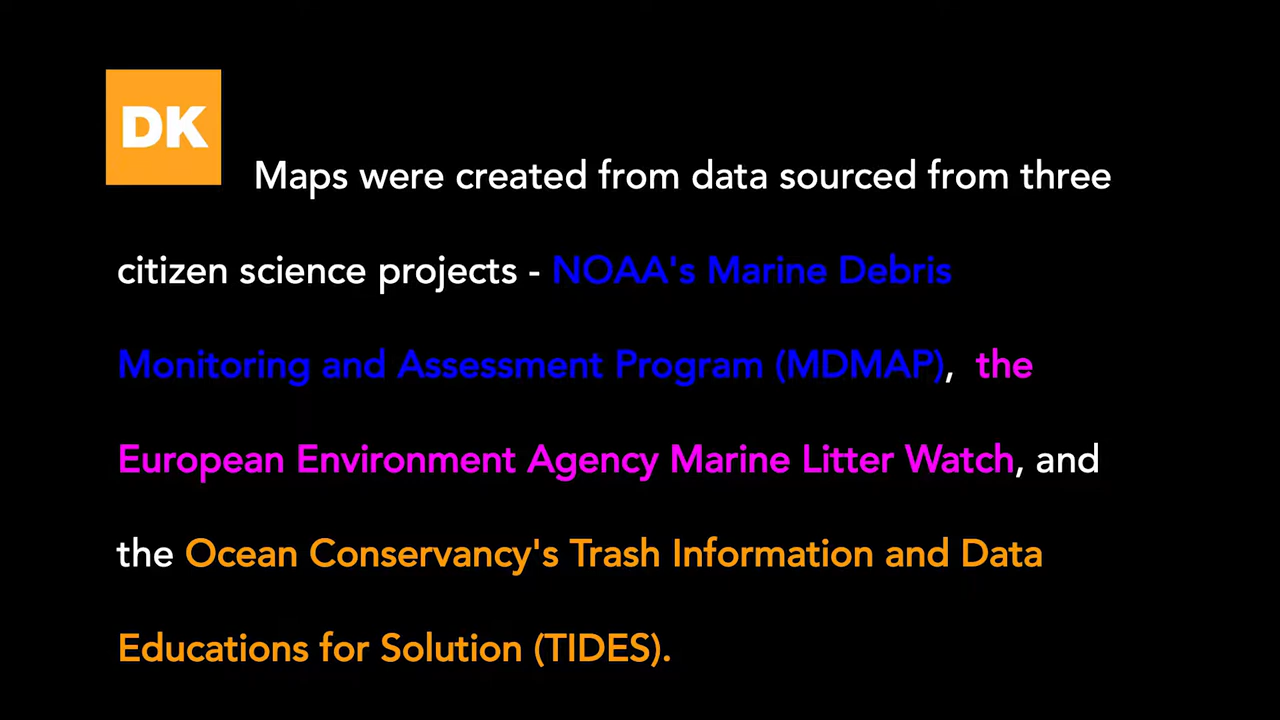 DK
Maps were created from data sourced from three
citizen science projects - NOAA's Marine Debris
Monitoring and Assessment Program (MDMAP),  the
European Environment Agency Marine Litter Watch, and
the Ocean Conservancy's Trash Information and Data
Educations for Solution (TIDES).